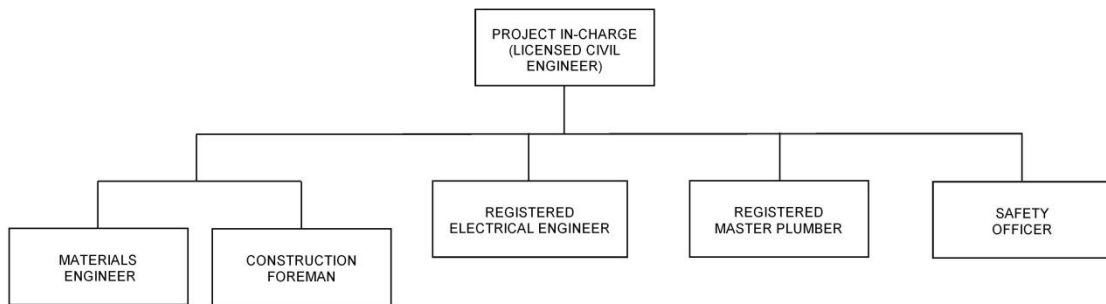 PROJECT IN-CHARGE
(LICENSED CIVIL
ENGINEER)
REGISTERED
ELECTRICAL ENGINEER
REGISTERED
MASTER PLUMBER
SAFETY
OFFICER
MATERIALS
ENGINEER
CONSTRUCTION
FOREMAN